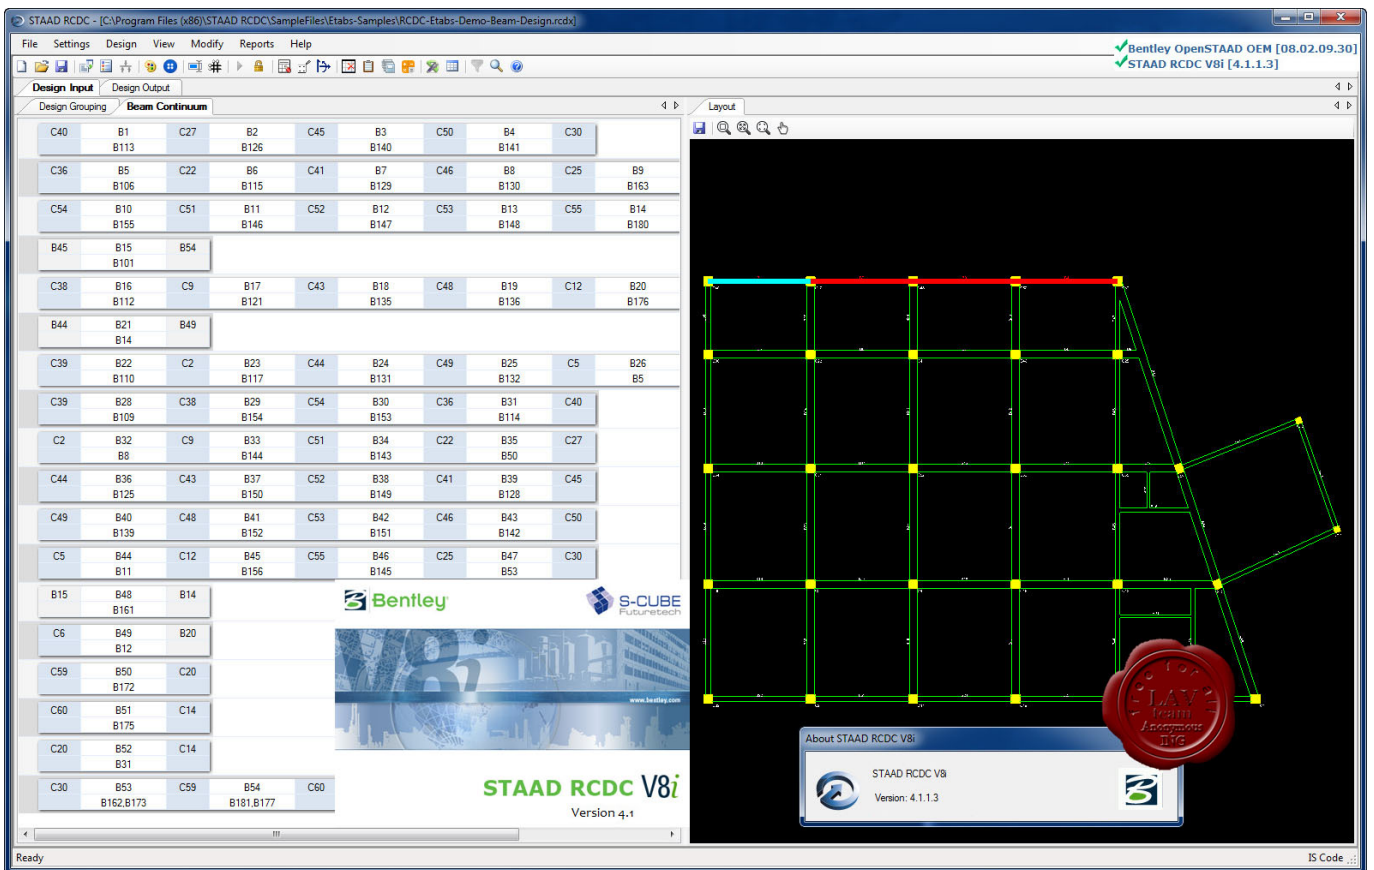 STAAD RCDC - [C:\Program Files (x86)\STAAD RCDC\SampleFiles\Etabs-Samples\RCDC-Etabs-Demo-Beam-Design.rcdx]
File Settings Design View Modify Reports Help
Bentley OpenSTAAD OEM [08.02.09.30]
STAAD RCDC V8i [4.1.1.3]
Design Input Design Output
Design Grouping Beam Continuum
Layout
C40 B1 C27 B2 C45 B3 C50 B4 C30
B113 B126 B140 B141
C36 B5 C22 B6 C41 B7 C46 B8 C25 B9
B106 B115 B129 B130 B163
C54 B10 C51 B11 C52 B12 C53 B13 C55 B14
B155 B146 B147 B148 B180
B45 B15 B54
B101
C38 B16 C9 B17 C43 B18 C48 B19 C12 B20
B112 B121 B135 B136 B176
B44 B21 B49
B14
C39 B22 C2 B23 C44 B24 C49 B25 C5 B26
B110 B117 B131 B132 B5
C39 B28 C38 B29 C54 B30 C36 B31 C40
B109 B154 B153 B114
C2 B32 C9 B33 C51 B34 C22 B35 C27
B8 B144 B143 B50
C44 B36 C43 B37 C52 B38 C41 B39 C45
B125 B150 B149 B128
C49 B40 C48 B41 C53 B42 C46 B43 C50
B139 B152 B151 B142
C5 B44 C12 B45 C55 B46 C25 B47 C30
B11 B156 B145 B53
B15 B48 B14
B161
C6 B49 B20
B12
C59 B50 C20
B172
C60 B51 C14
B175
C20 B52 C14
B31
C30 B53 C59 B54 C60
B162,B173 B181,B177
Bentley
S-CUBE
Futuretech
V8i
www.bentley.com
STAAD RCDC V8i
Version 4.1
LAV
team
Anonymous
ING
About STAAD RCDC V8i
STAAD RCDC V8i
Version: 4.1.1.3
Ready
IS Code